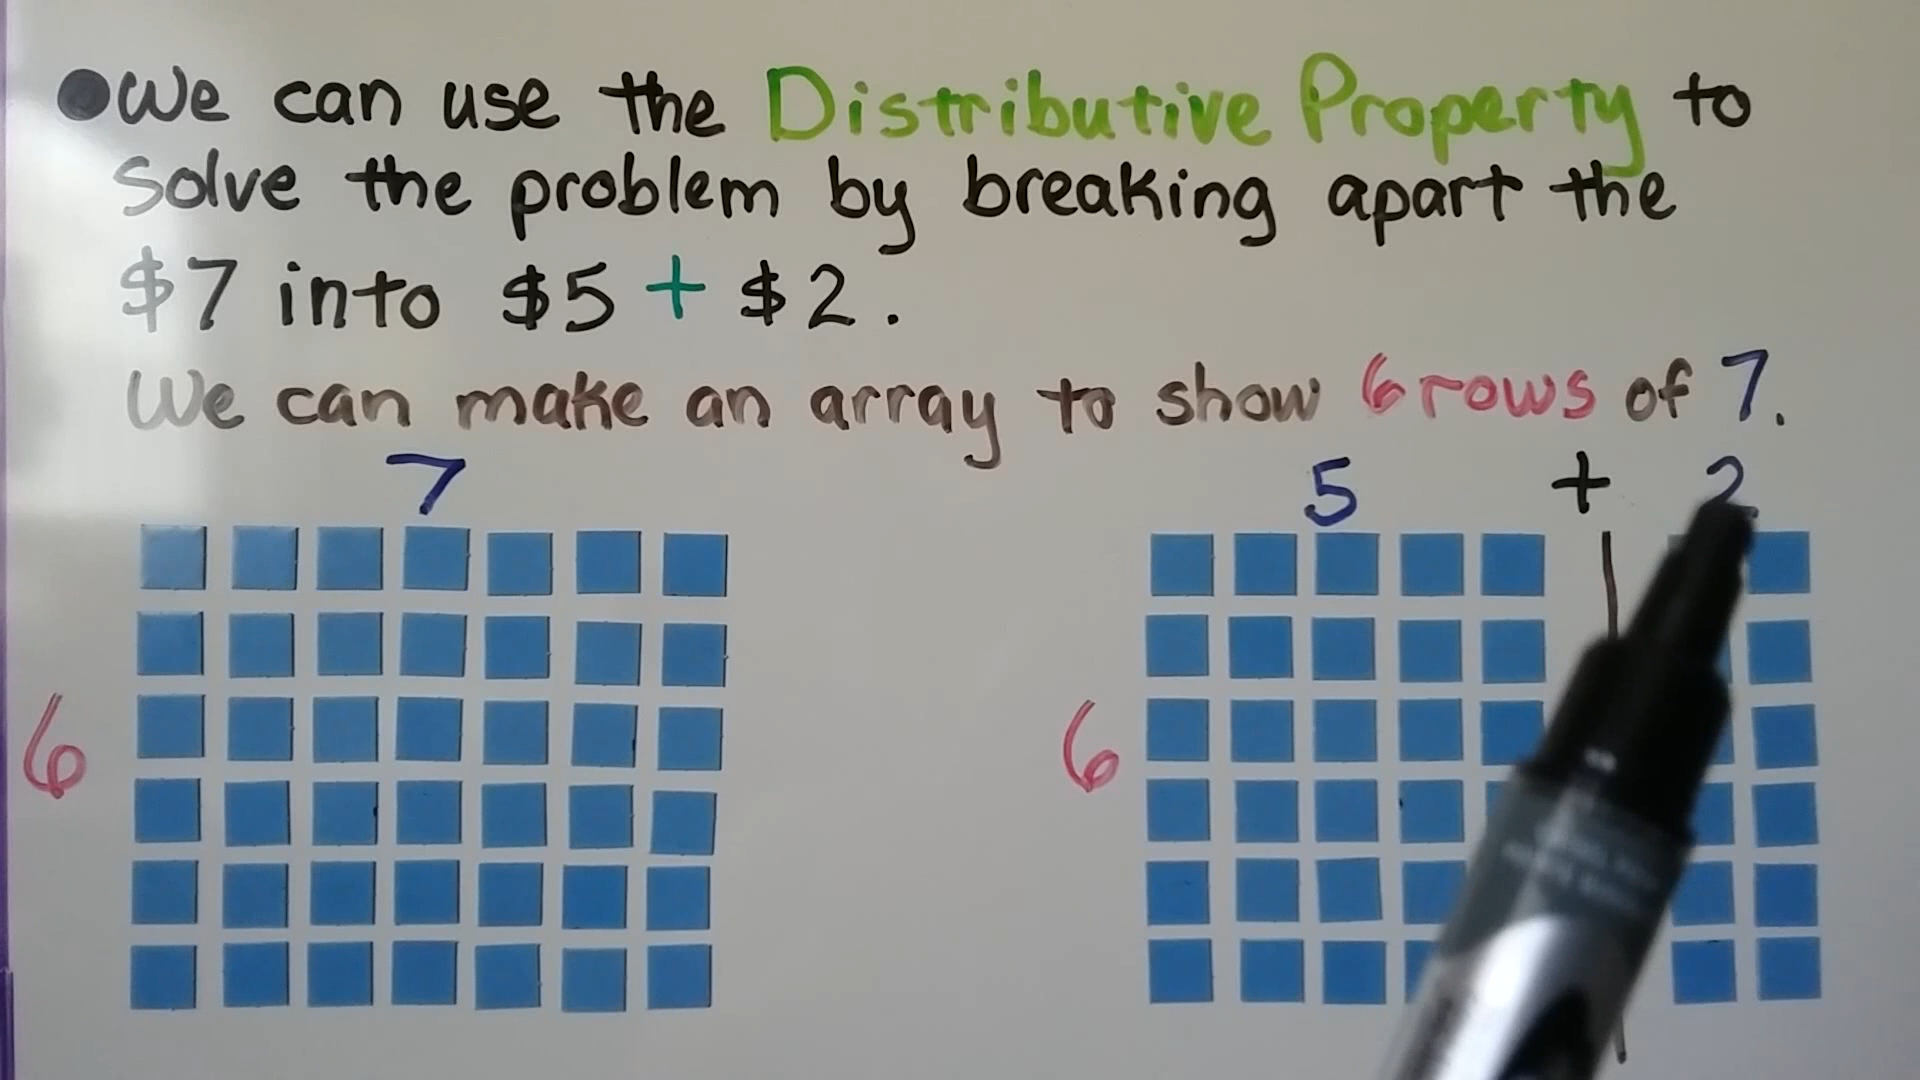 We can use the Distributive Property to
solve the problem by breaking apart the
$7 into $5 + $2.
We can make an array to show 6 rows of 7.
7
5 + 2
6
6